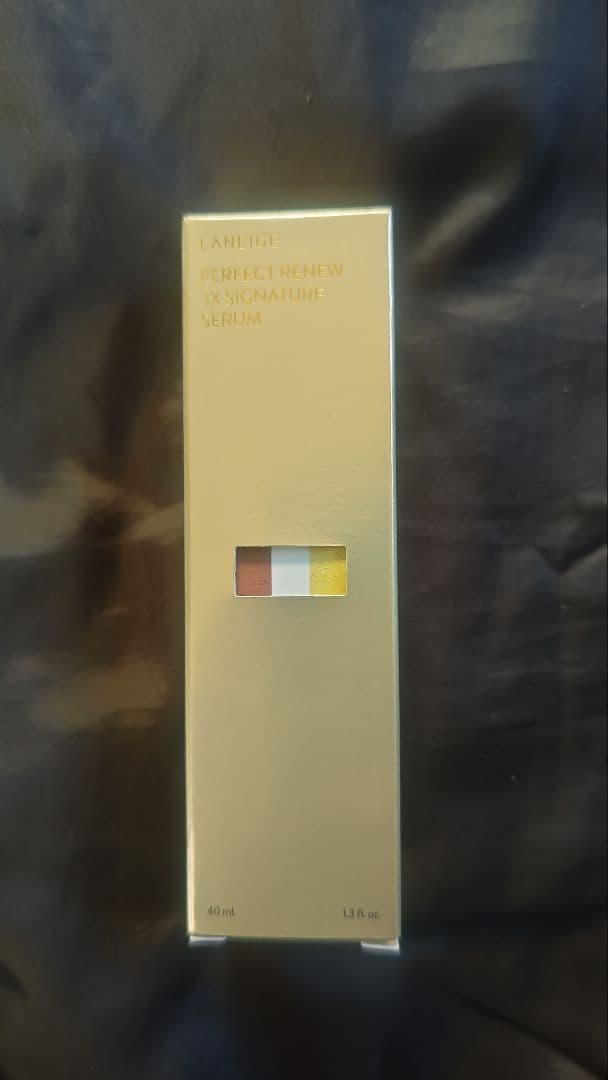 LANEIGE
PERFECT RENEW
3X SIGNATURE
SERUM
40 mL 1.3 fl. oz.